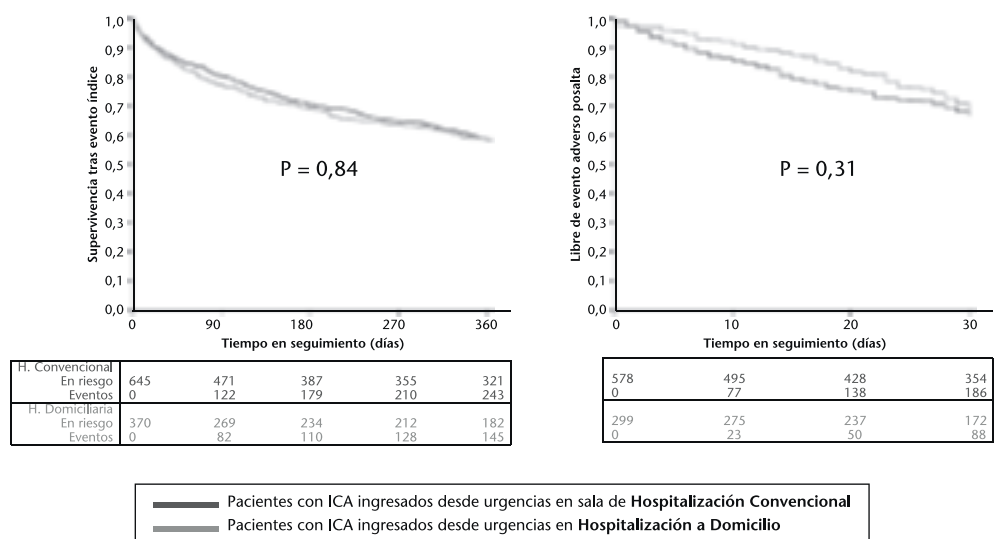 Supervivencia tras evento índice
1,0
0,9
0,8
0,7
0,6
0,5
0,4
0,3
0,2
0,1
0,0
P = 0,84
0 90 180 270 360
Tiempo en seguimiento (días)
Libre de evento adverso posalta
1,0
0,9
0,8
0,7
0,6
0,5
0,4
0,3
0,2
0,1
0,0
P = 0,31
0 10 20 30
Tiempo en seguimiento (días)
H. Convencional
En riesgo 645 471 387 355 321
Eventos 0 122 179 210 243
H. Domiciliaria
En riesgo 370 269 234 212 182
Eventos 0 82 110 128 145
578 495 428 354
0 77 138 186
299 275 237 172
0 23 50 88
Pacientes con ICA ingresados desde urgencias en sala de Hospitalización Convencional
Pacientes con ICA ingresados desde urgencias en Hospitalización a Domicilio